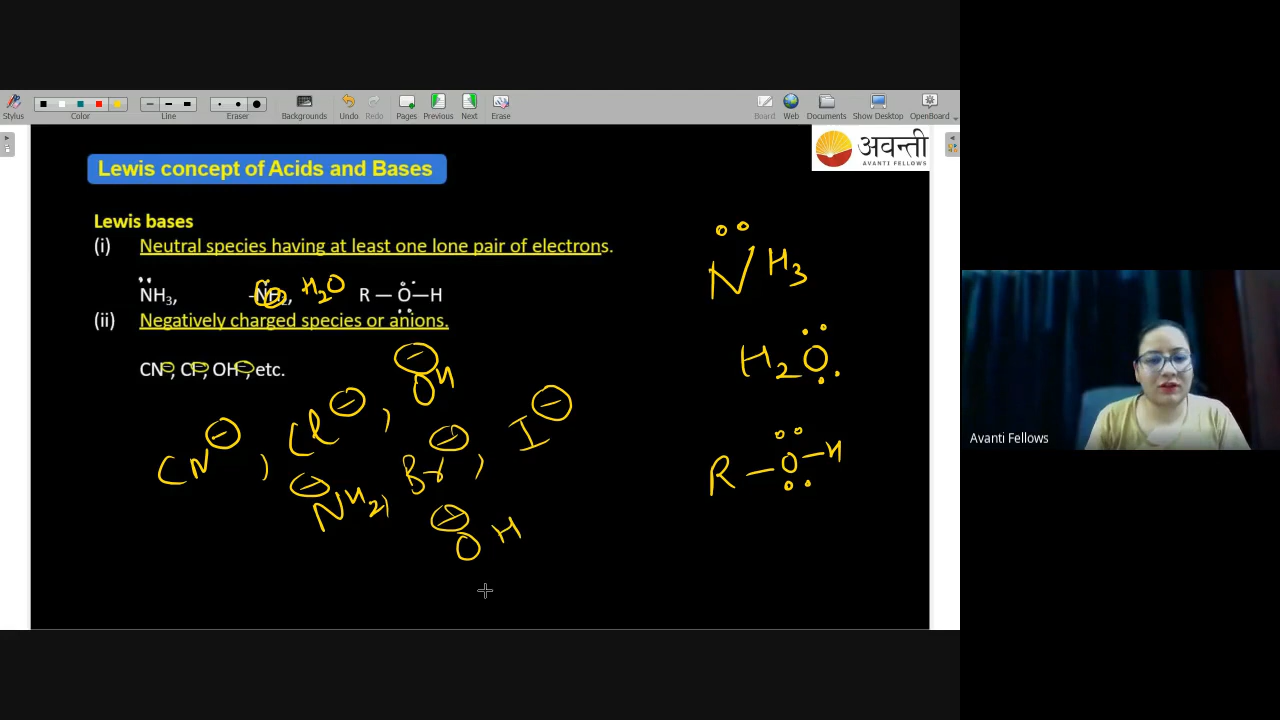 Stylus
Color
Line
Eraser
Backgrounds
Undo
Redo
Pages
Previous
Next
Erase
Board
Web
Documents
Show Desktop
OpenBoard
अवन्ती
AVANTI FELLOWS
Lewis concept of Acids and Bases
Lewis bases
(i) Neutral species having at least one lone pair of electrons.
NH3, H2O R — O — H
(ii) Negatively charged species or anions.
CN⊖, Cl⊖, OH⊖, etc.
CN⊖, Cl⊖, ⊖OH
⊖NH2, Br⊖, I⊖
⊖OH
NH3
H2O
R — O — H
Avanti Fellows